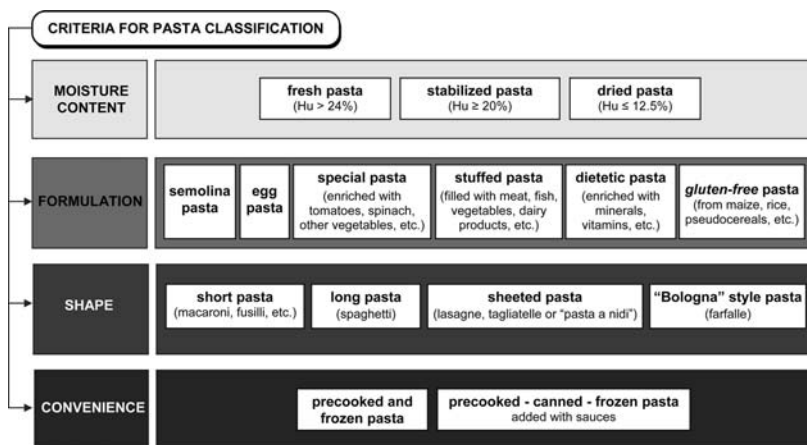 CRITERIA FOR PASTA CLASSIFICATION
MOISTURE
CONTENT
fresh pasta
(Hu > 24%)
stabilized pasta
(Hu ≥ 20%)
dried pasta
(Hu ≤ 12.5%)
FORMULATION
semolina
pasta
egg
pasta
special pasta
(enriched with
tomatoes, spinach,
other vegetables, etc.)
stuffed pasta
(filled with meat, fish,
vegetables, dairy
products, etc.)
dietetic pasta
(enriched with
minerals,
vitamins, etc.)
gluten-free pasta
(from maize, rice,
pseudocereals, etc.)
SHAPE
short pasta
(macaroni, fusilli, etc.)
long pasta
(spaghetti)
sheeted pasta
(lasagne, tagliatelle or “pasta a nidi”)
“Bologna” style pasta
(farfalle)
CONVENIENCE
precooked and
frozen pasta
precooked - canned - frozen pasta
added with sauces